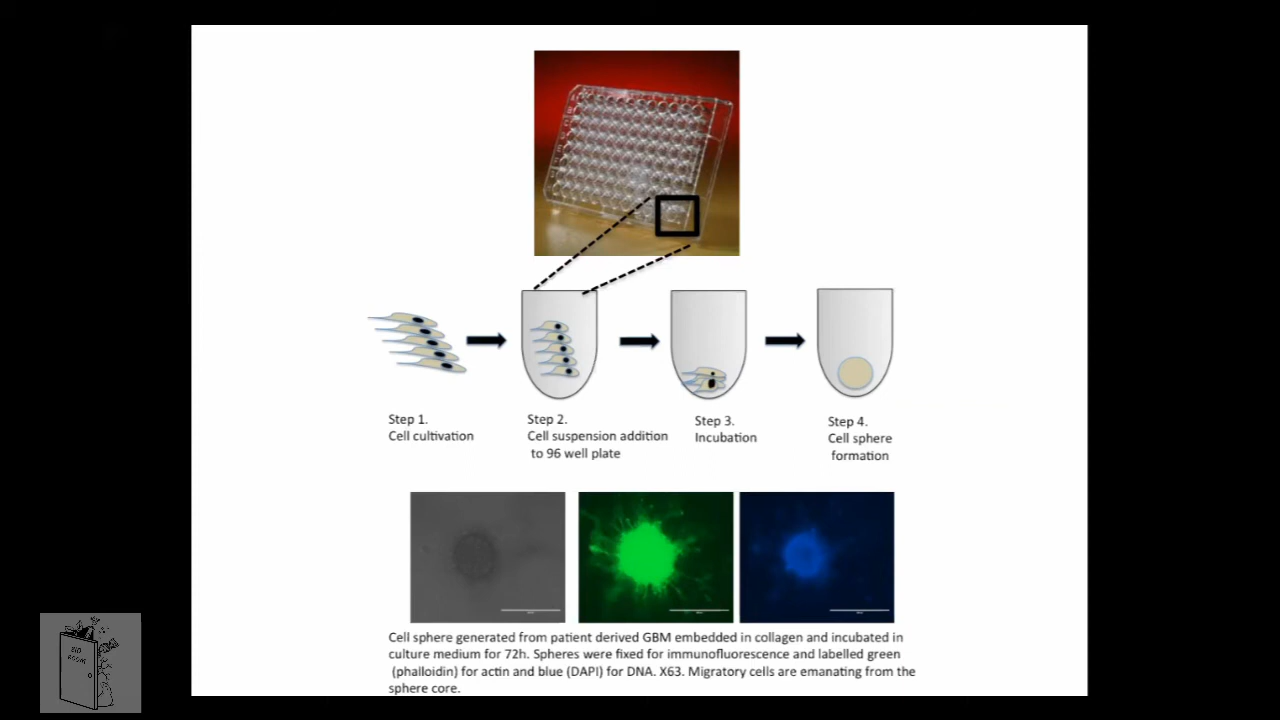 Step 1.
Cell cultivation
Step 2.
Cell suspension addition
to 96 well plate
Step 3.
Incubation
Step 4.
Cell sphere
formation
Cell sphere generated from patient derived GBM embedded in collagen and incubated in
culture medium for 72h. Spheres were fixed for immunofluorescence and labelled green
(phalloidin) for actin and blue (DAPI) for DNA. X63. Migratory cells are emanating from the
sphere core.
ROOM